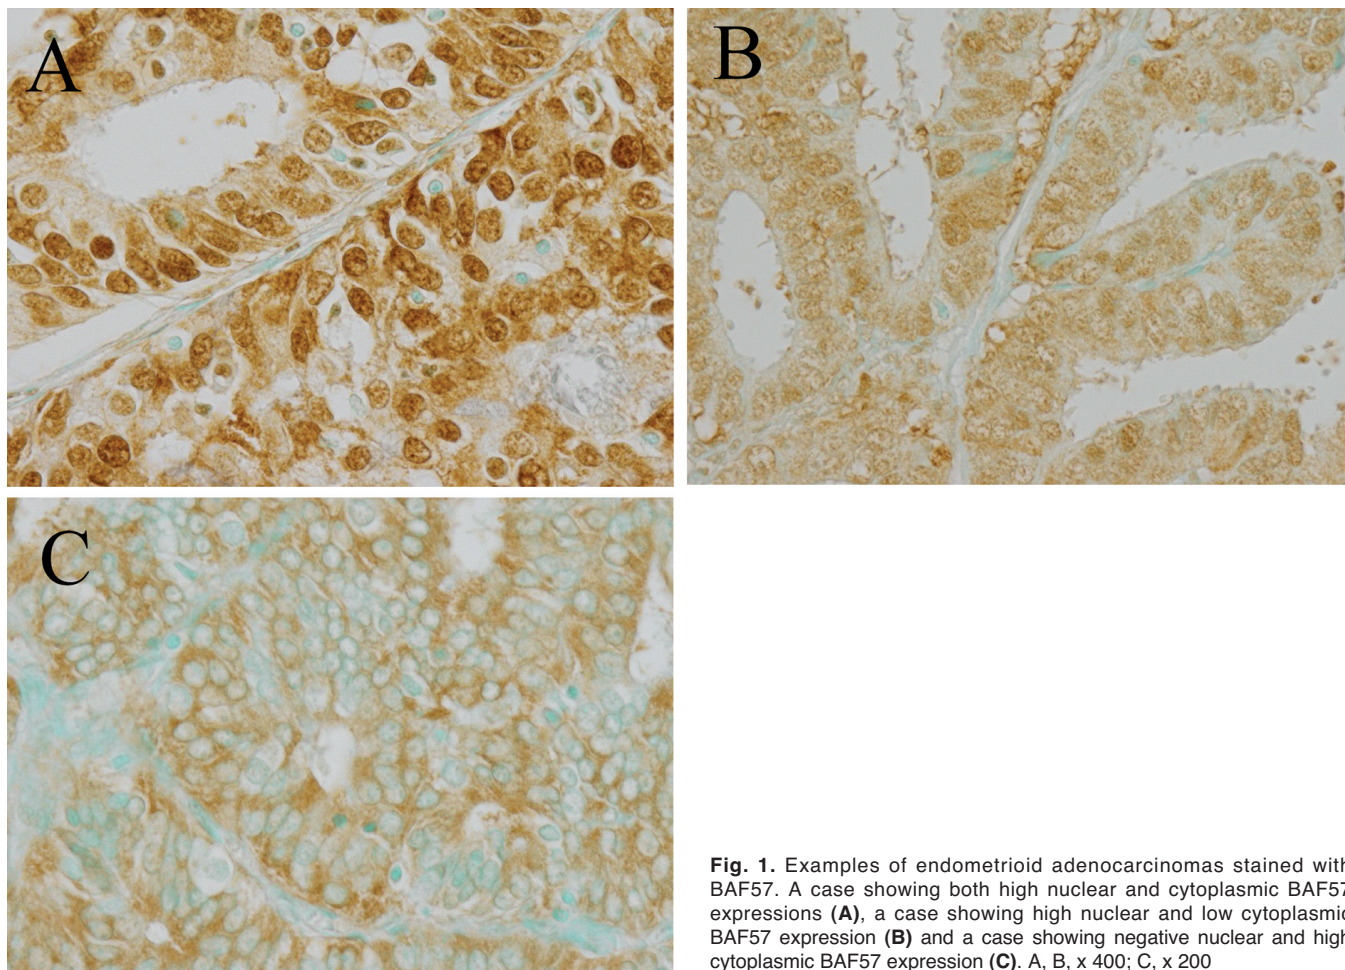 A
B
C
Fig. 1. Examples of endometrioid adenocarcinomas stained with
BAF57. A case showing both high nuclear and cytoplasmic BAF57
expressions (A), a case showing high nuclear and low cytoplasmic
BAF57 expression (B) and a case showing negative nuclear and high
cytoplasmic BAF57 expression (C). A, B, x 400; C, x 200